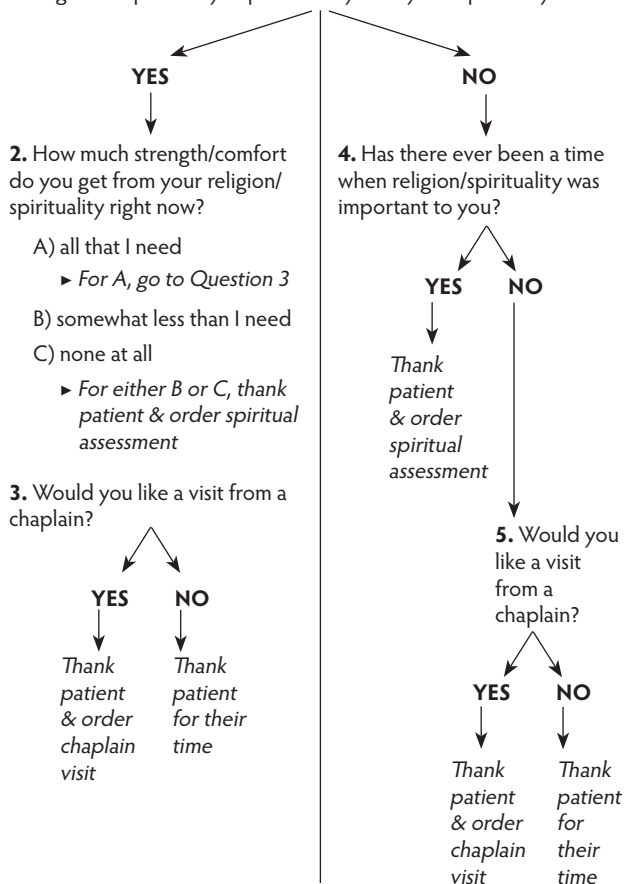 YES
2. How much strength/comfort
do you get from your religion/
spirituality right now?
A) all that I need
► For A, go to Question 3
B) somewhat less than I need
C) none at all
► For either B or C, thank
patient & order spiritual
assessment
3. Would you like a visit from a
chaplain?
YES
Thank
patient
& order
chaplain
visit
NO
Thank
patient
for their
time
NO
4. Has there ever been a time
when religion/spirituality was
important to you?
YES
Thank
patient
& order
spiritual
assessment
NO
5. Would you
like a visit
from a
chaplain?
YES
Thank
patient
& order
chaplain
visit
NO
Thank
patient
for
their
time